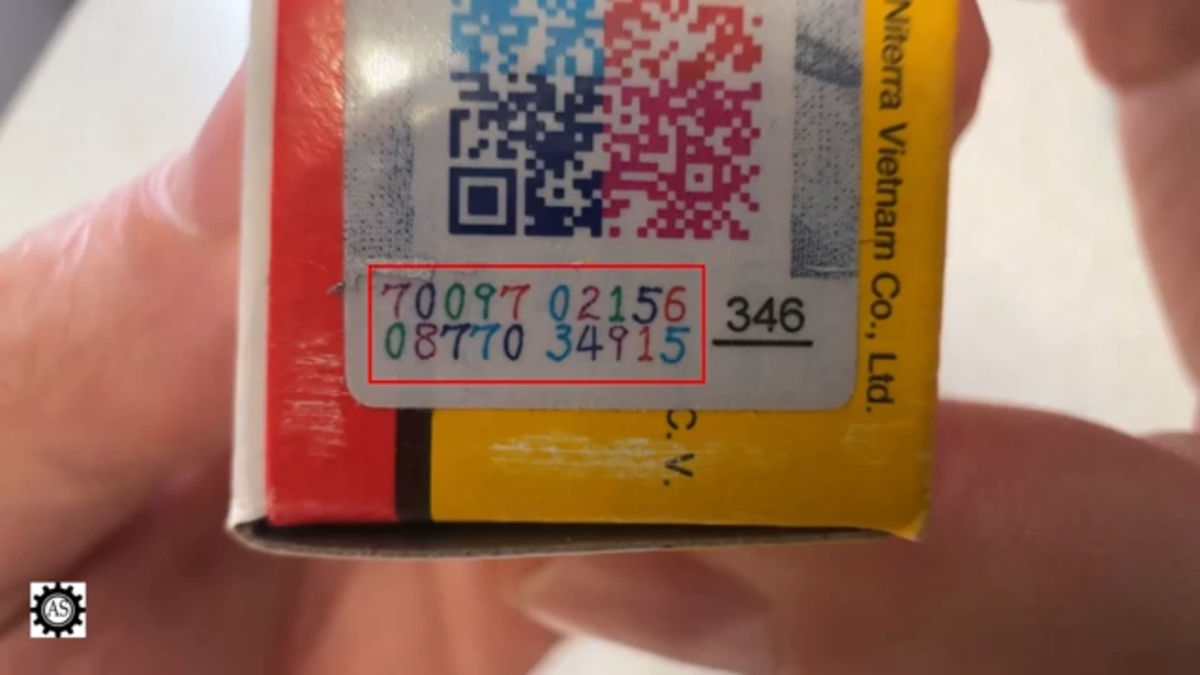 70097 02156
08770 34915
346
Niterra Vietnam Co., Ltd.
C.V.
AS